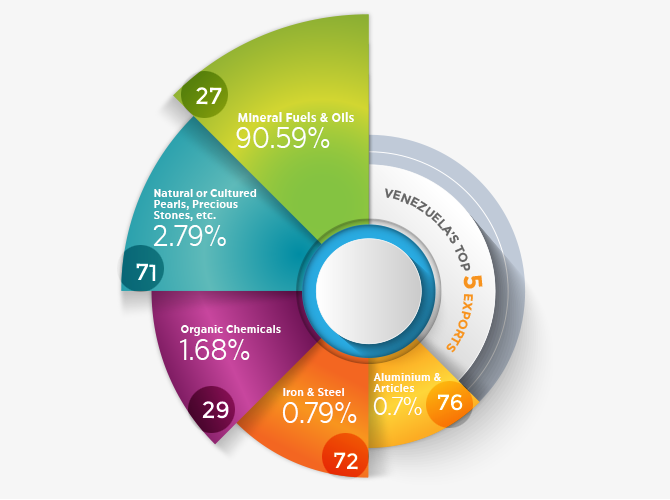 27
Mineral Fuels & Oils
90.59%
Natural or Cultured
Pearls, Precious
Stones, etc.
2.79%
71
Organic Chemicals
1.68%
29
Iron & Steel
0.79%
72
Aluminium &
Articles
0.7%
76
VENEZUELA'S TOP
5 EXPORTS